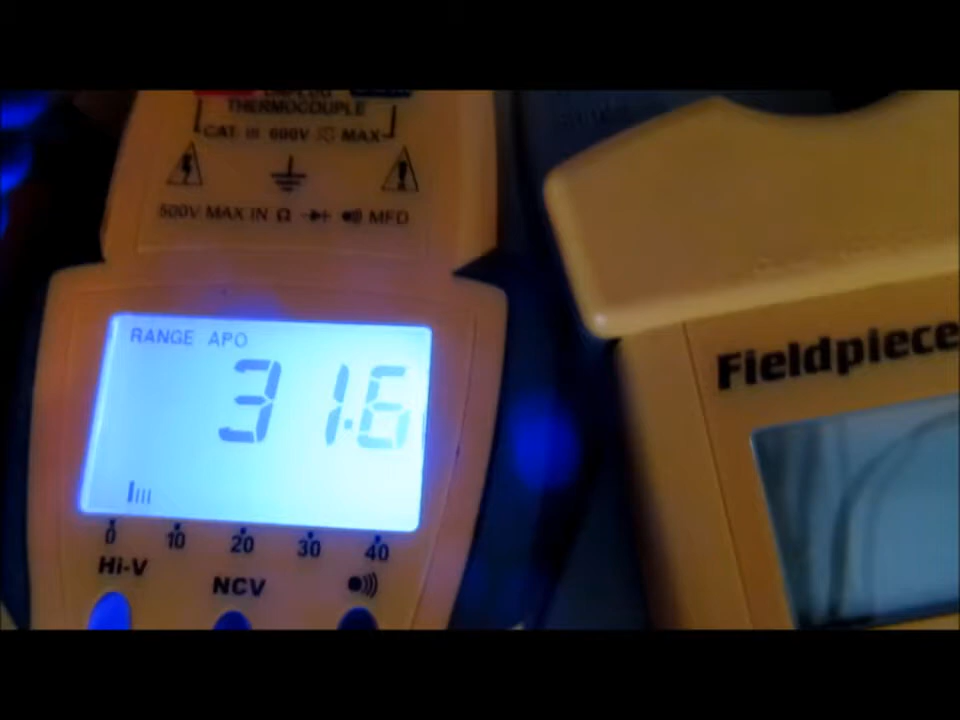 THERMOCOUPLE
CAT III 600V MAX
500V MAX IN Ω MFD
RANGE APO
31.6
0 10 20 30 40
Hi-V NCV
Fieldpiece